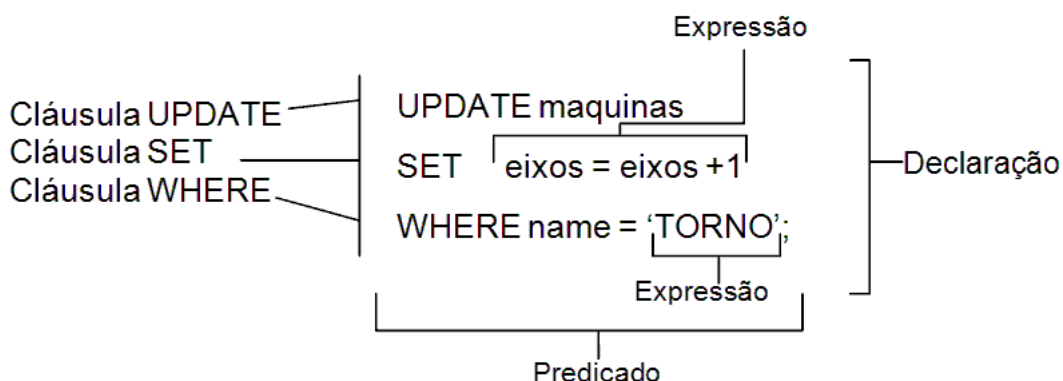 Expressão
Cláusula UPDATE
Cláusula SET
Cláusula WHERE
UPDATE maquinas
SET eixos = eixos +1
WHERE name = ‘TORNO’;
Expressão
Declaração
Predicado